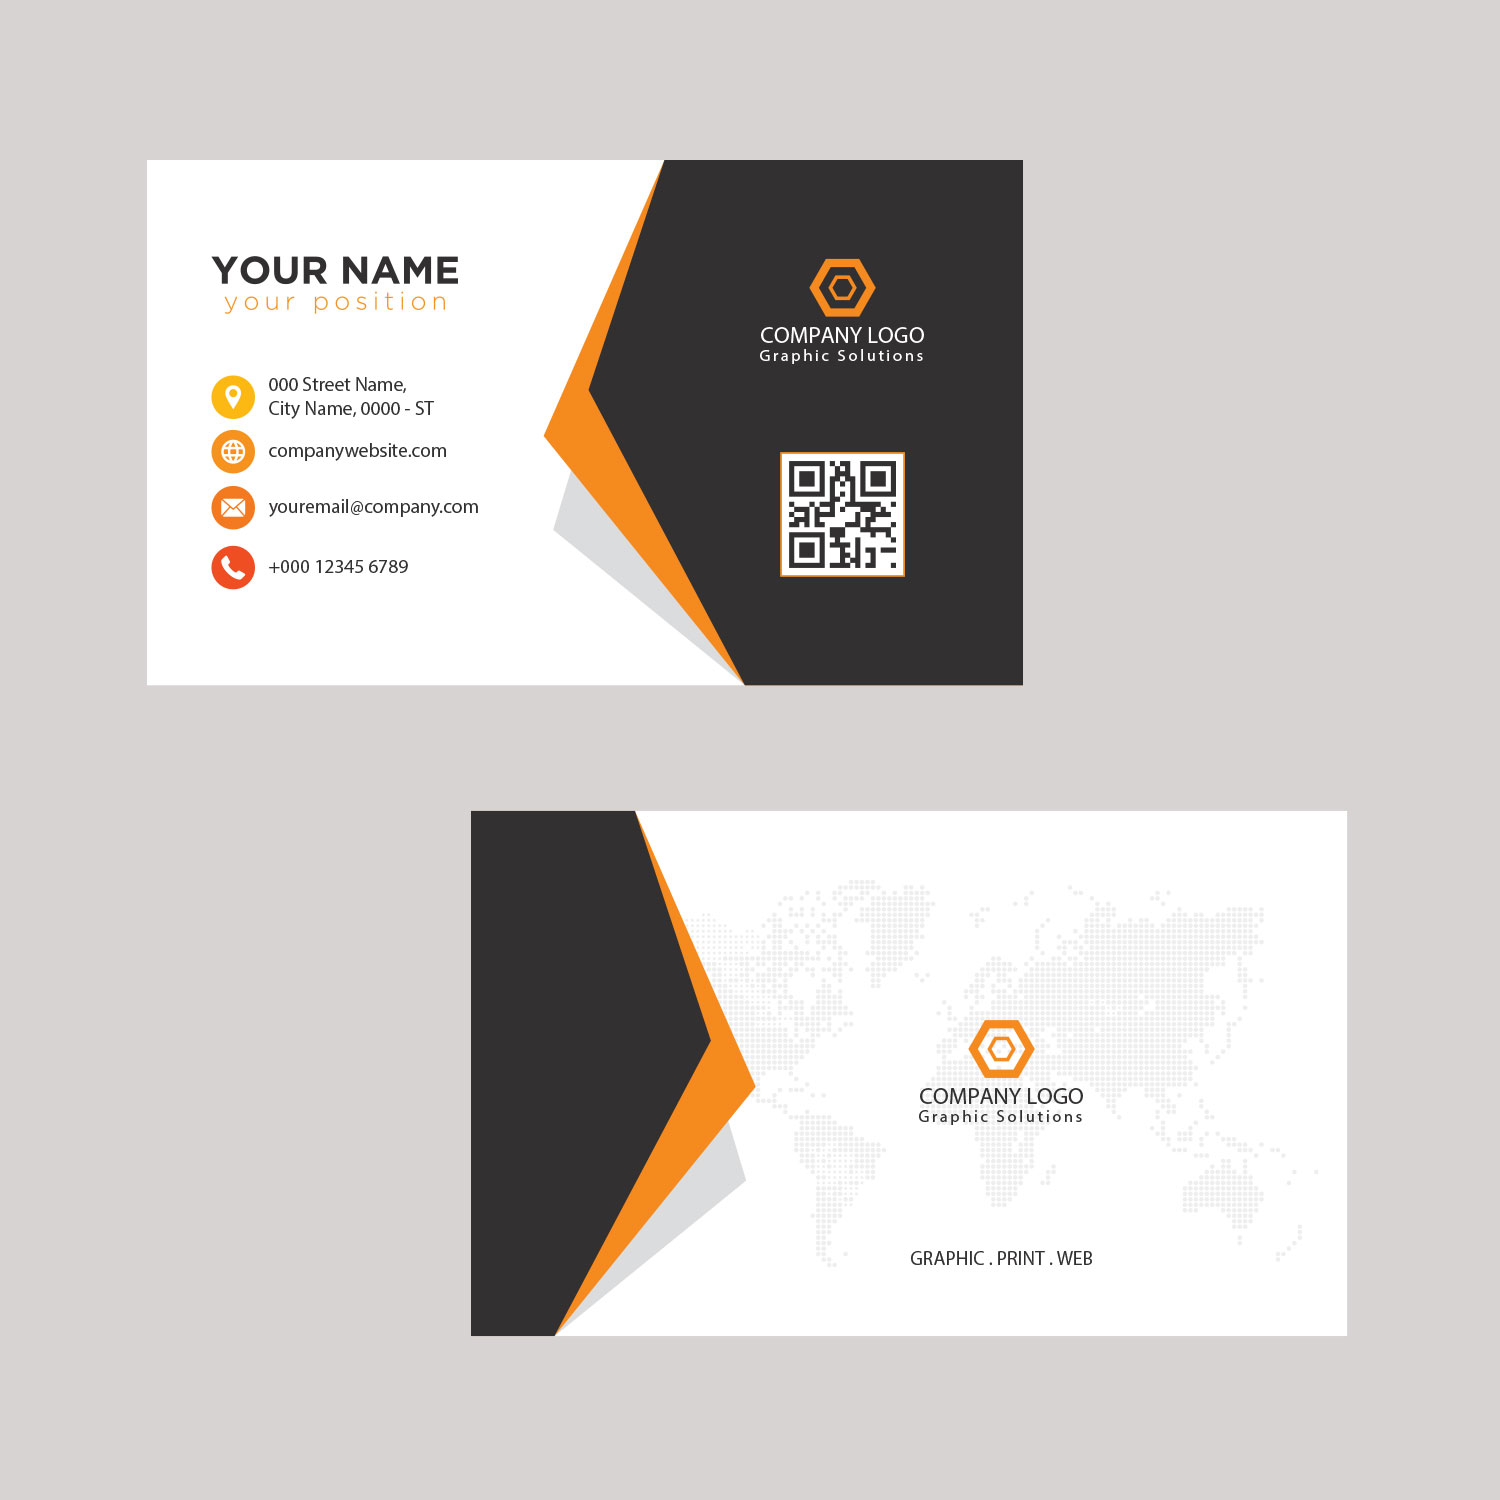 YOUR NAME
your position
000 Street Name,
City Name, 0000 - ST
companywebsite.com
youremail@company.com
+000 12345 6789
COMPANY LOGO
Graphic Solutions
COMPANY LOGO
Graphic Solutions
GRAPHIC . PRINT . WEB